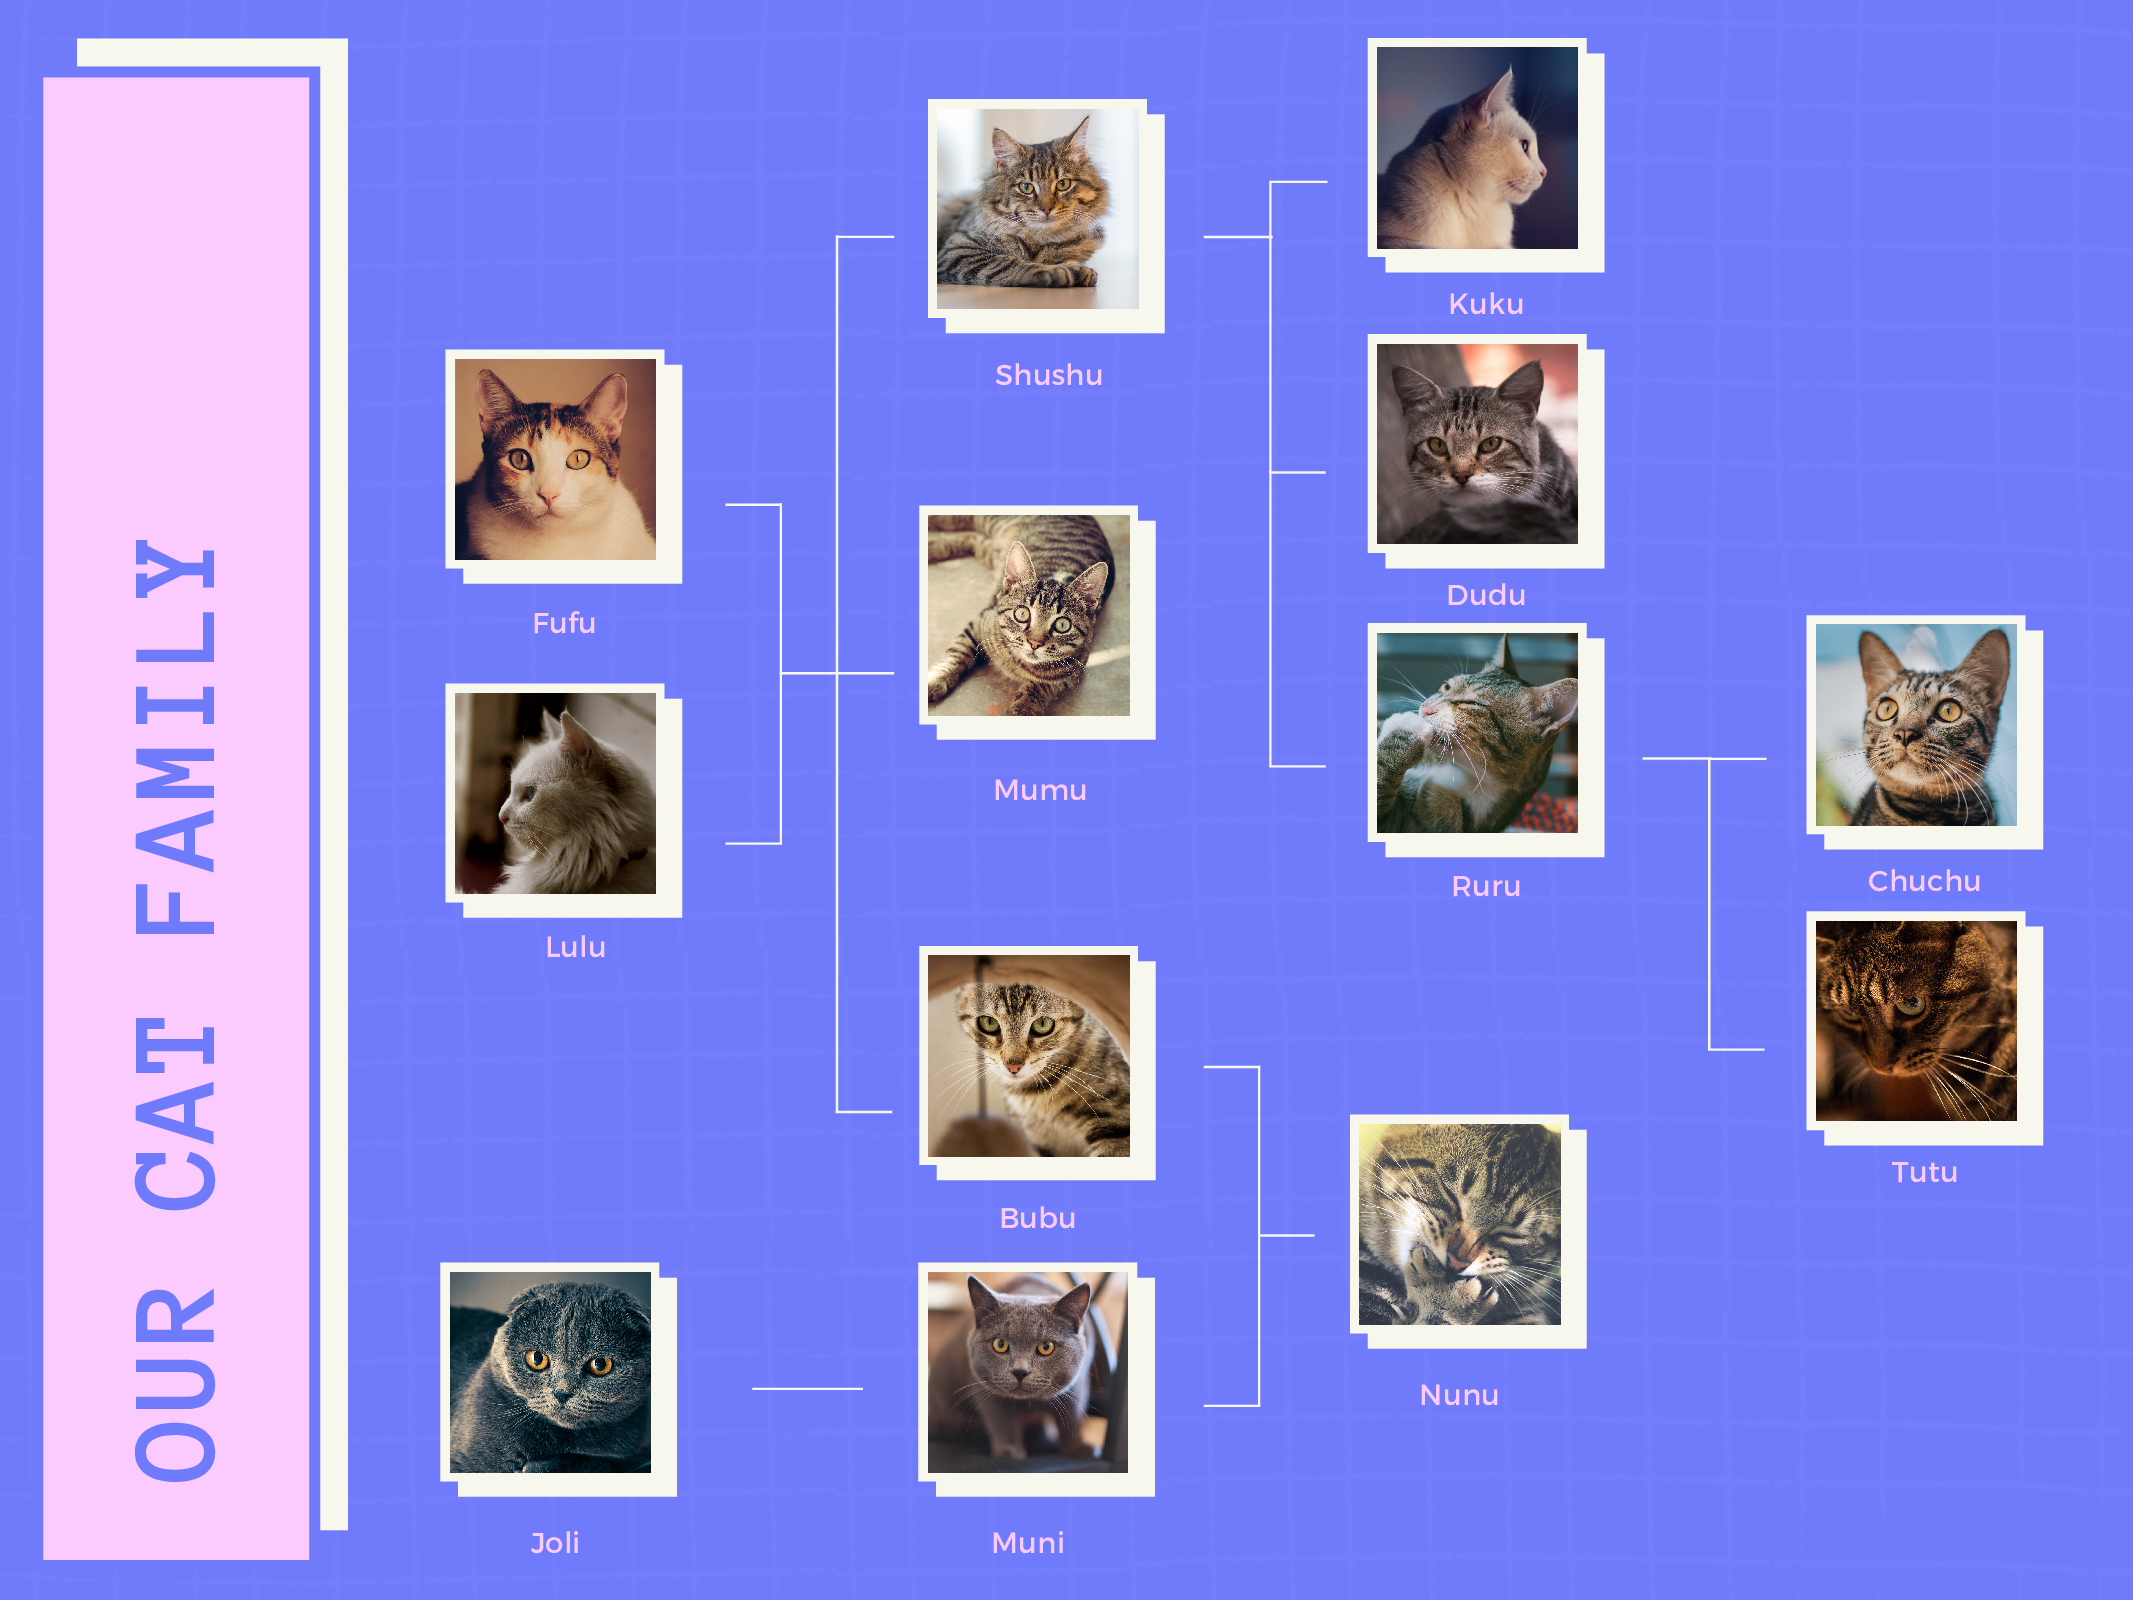 OUR CAT FAMILY
Fufu
Lulu
Joli
Shushu
Mumu
Bubu
Muni
Kuku
Dudu
Ruru
Nunu
Chuchu
Tutu